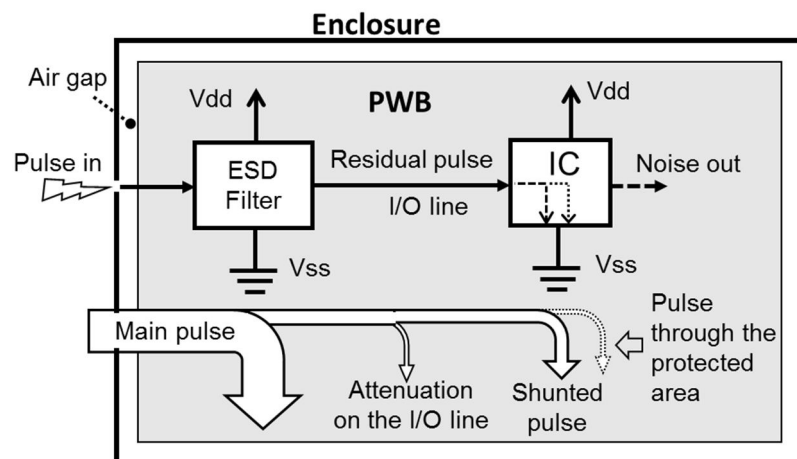 Enclosure
Air gap
Vdd
PWB
Vdd
Pulse in
ESD
Filter
Residual pulse
I/O line
IC
Noise out
Vss
Vss
Main pulse
Attenuation
on the I/O line
Shunted
pulse
Pulse
through the
protected
area